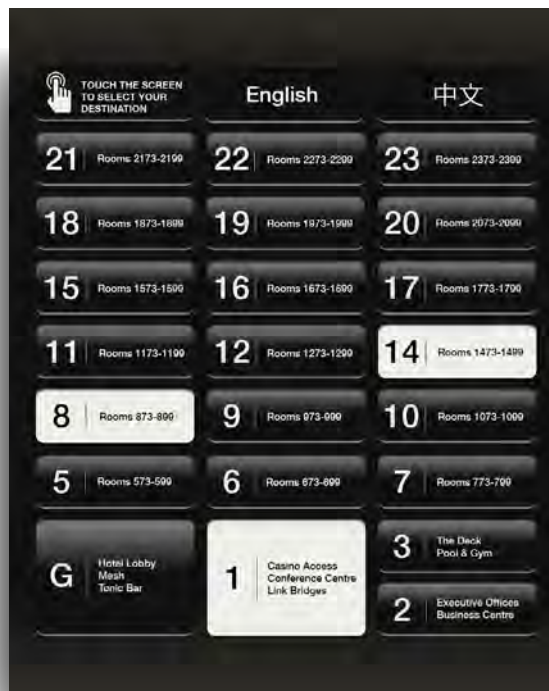 TOUCH THE SCREEN
TO SELECT YOUR
DESTINATION
English
中文
21 Rooms 2173-2199
22 Rooms 2273-2299
23 Rooms 2373-2399
18 Rooms 1873-1899
19 Rooms 1973-1999
20 Rooms 2073-2099
15 Rooms 1573-1599
16 Rooms 1673-1699
17 Rooms 1773-1799
11 Rooms 1173-1199
12 Rooms 1273-1299
14 Rooms 1473-1499
8 Rooms 873-899
9 Rooms 973-999
10 Rooms 1073-1099
5 Rooms 573-599
6 Rooms 673-699
7 Rooms 773-799
G
Hotel Lobby
Mesh
Tonic Bar
1
Casino Access
Conference Centre
Link Bridges
3
The Deck
Pool & Gym
2
Executive Offices
Business Centre